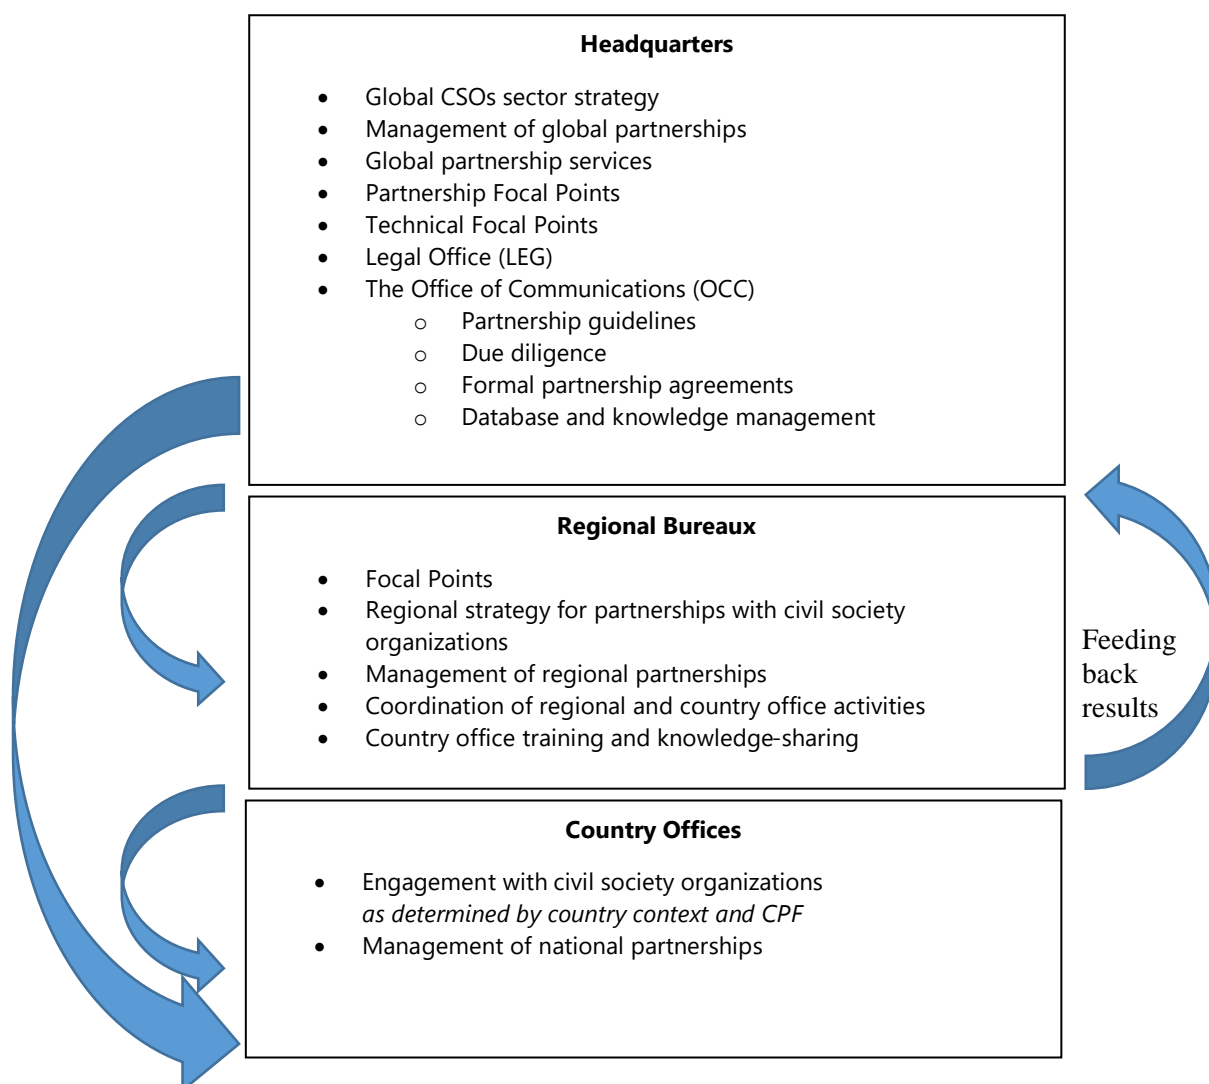 Headquarters
• Global CSOs sector strategy
• Management of global partnerships
• Global partnership services
• Partnership Focal Points
• Technical Focal Points
• Legal Office (LEG)
• The Office of Communications (OCC)
o Partnership guidelines
o Due diligence
o Formal partnership agreements
o Database and knowledge management
Regional Bureaux
• Focal Points
• Regional strategy for partnerships with civil society
organizations
• Management of regional partnerships
• Coordination of regional and country office activities
• Country office training and knowledge-sharing
Feeding
back
results
Country Offices
• Engagement with civil society organizations
as determined by country context and CPF
• Management of national partnerships